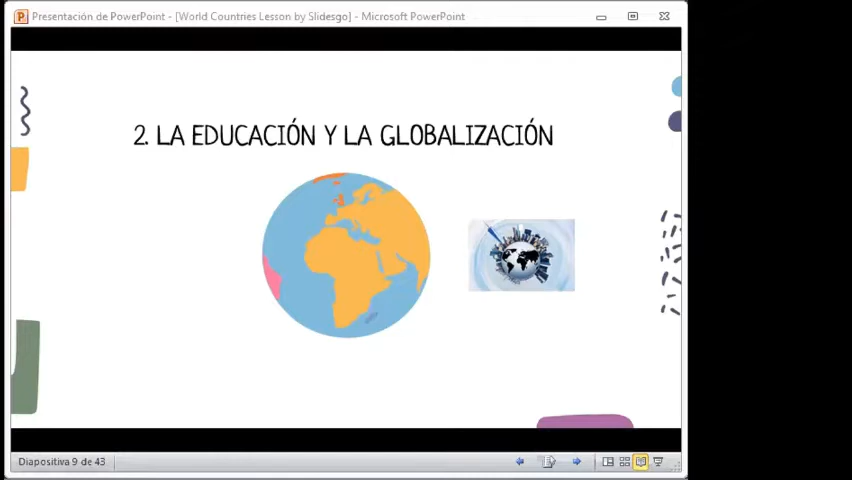 Presentación de PowerPoint - [World Countries Lesson by Slidesgo] - Microsoft PowerPoint
2. LA EDUCACIÓN Y LA GLOBALIZACIÓN
Diapositiva 9 de 43